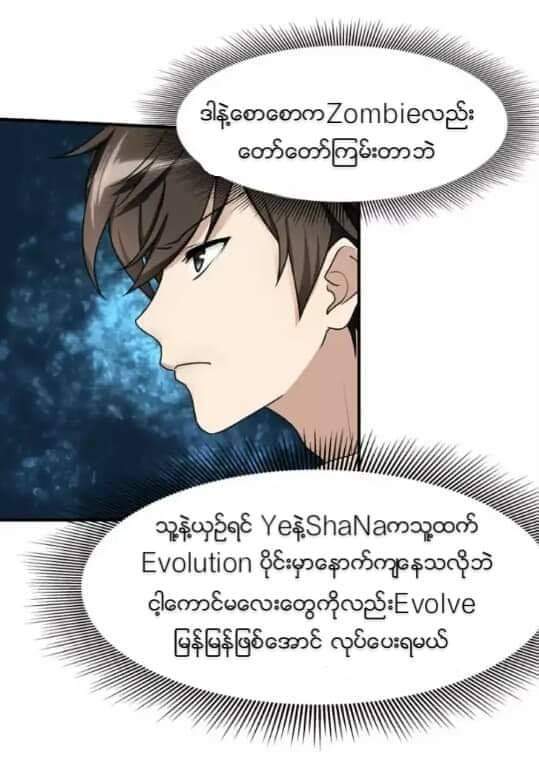 ဒါနဲ့စောစောကZombieလည်း
တော်တော်ကြမ်းတာဘဲ
သူ့နဲ့ယှဉ်ရင် Yeနဲ့ShaNaကသူ့ထက်
Evolution ပိုင်းမှာနောက်ကျနေသလိုဘဲ
ငါ့ကောင်မလေးတွေကိုလည်းEvolve
မြန်မြန်ဖြစ်အောင် လုပ်ပေးရမယ်